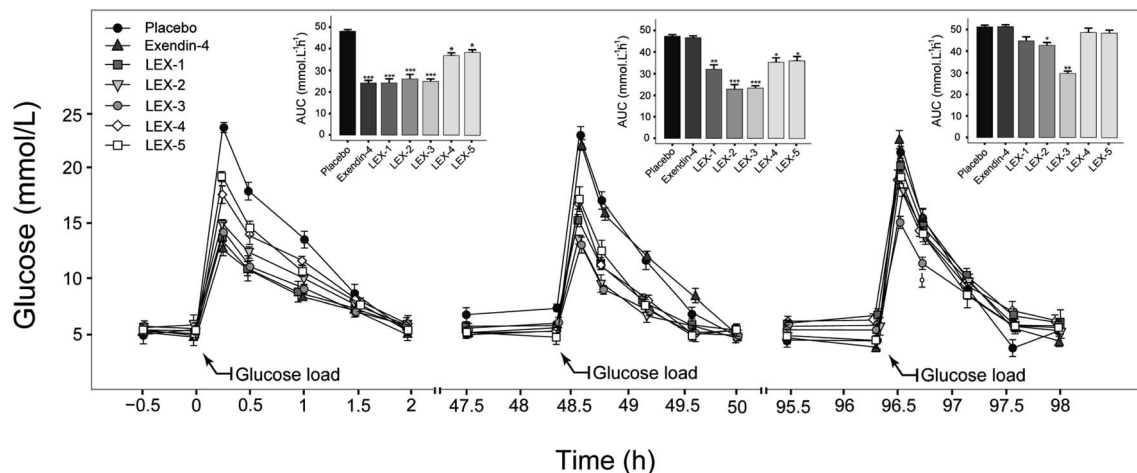 Placebo
Exendin-4
LEX-1
LEX-2
LEX-3
LEX-4
LEX-5
AUC (mmol.L⁻¹.h⁻¹)
50
40
30
20
10
0
***
***
***
***
*
*
Placebo
Exendin-4
LEX-1
LEX-2
LEX-3
LEX-4
LEX-5
AUC (mmol.L⁻¹.h⁻¹)
50
40
30
20
10
0
**
***
***
*
*
Placebo
Exendin-4
LEX-1
LEX-2
LEX-3
LEX-4
LEX-5
AUC (mmol.L⁻¹.h⁻¹)
50
40
30
20
10
0
*
**
Placebo
Exendin-4
LEX-1
LEX-2
LEX-3
LEX-4
LEX-5
Glucose (mmol/L)
25
20
15
10
5
Glucose load
Glucose load
Glucose load
−0.5 0 0.5 1 1.5 2 47.5 48 48.5 49 49.5 50 95.5 96 96.5 97 97.5 98
Time (h)